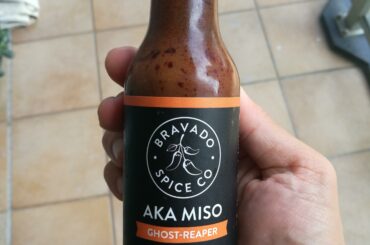 BRAVADO
SPICE CO
AKA MISO
GHOST-REAPER